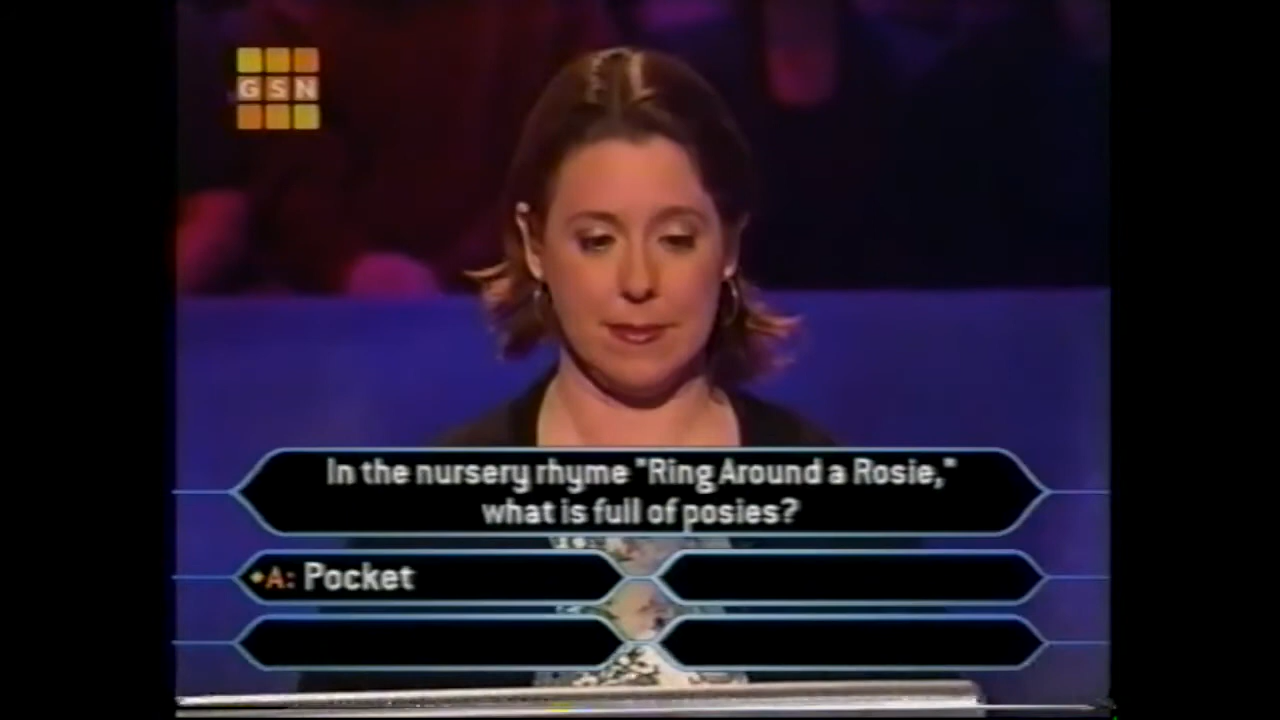 GSN
In the nursery rhyme "Ring Around a Rosie,"
what is full of posies?
A: Pocket